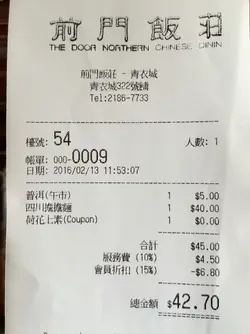 前門飯莊
THE DOOR NORTHERN CHINESE DININ
前門飯莊 - 青衣城
青衣城322號鋪
Tel:2186-7733
檯號: 54 人數: 1
帳單: 000-0009
日期: 2016/02/13 11:53:07
普洱(午市) 1 $5.00
四川擔擔麵 1 $40.00
荷花上素(Coupon) 1 $0.00
合計 $45.00
服務費 (10%) $4.50
會員折扣 (15%) -$6.80
總金額 $42.70